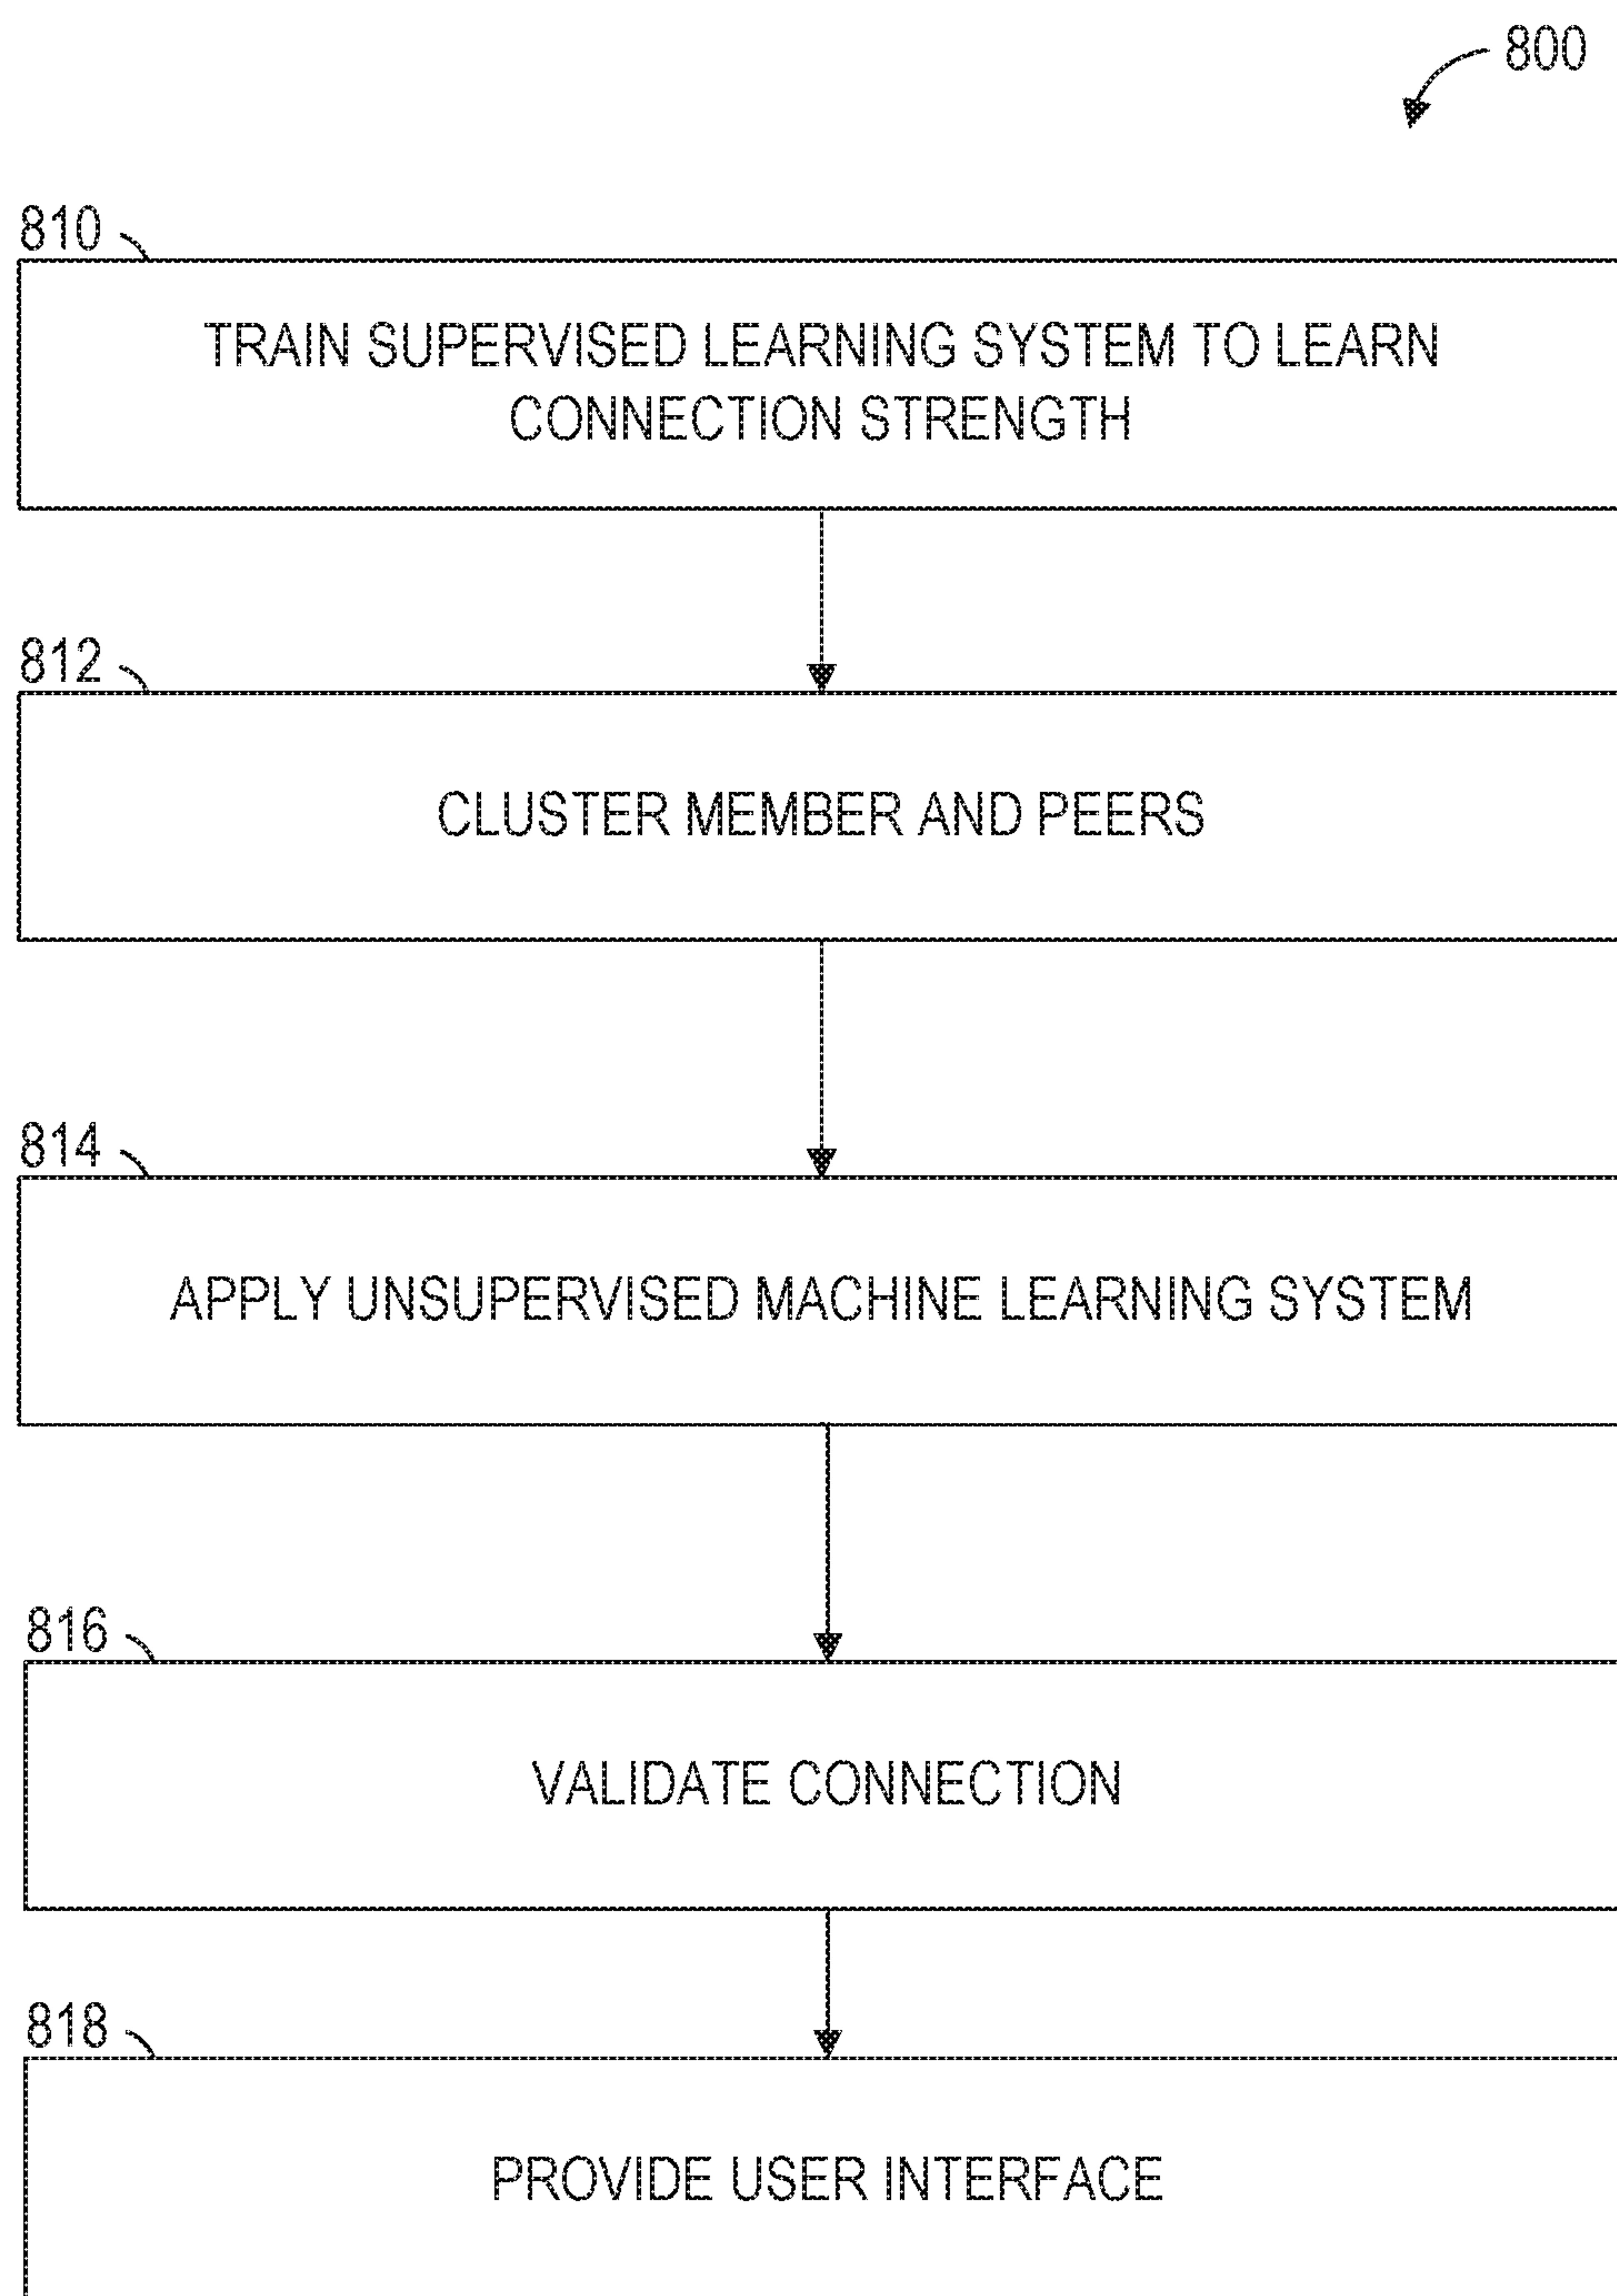 800
810
TRAIN SUPERVISED LEARNING SYSTEM TO LEARN
CONNECTION STRENGTH
812
CLUSTER MEMBER AND PEERS
814
APPLY UNSUPERVISED MACHINE LEARNING SYSTEM
816
VALIDATE CONNECTION
818
PROVIDE USER INTERFACE